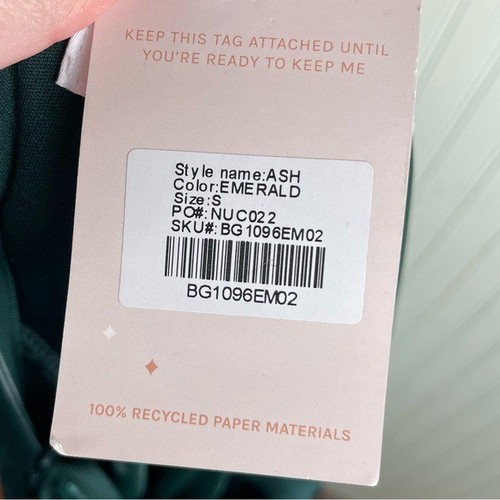 KEEP THIS TAG ATTACHED UNTIL
YOU'RE READY TO KEEP ME
Style name:ASH
Color:EMERALD
Size:S
PO#:NUC022
SKU#:BG1096EM02
BG1096EM02
100% RECYCLED PAPER MATERIALS